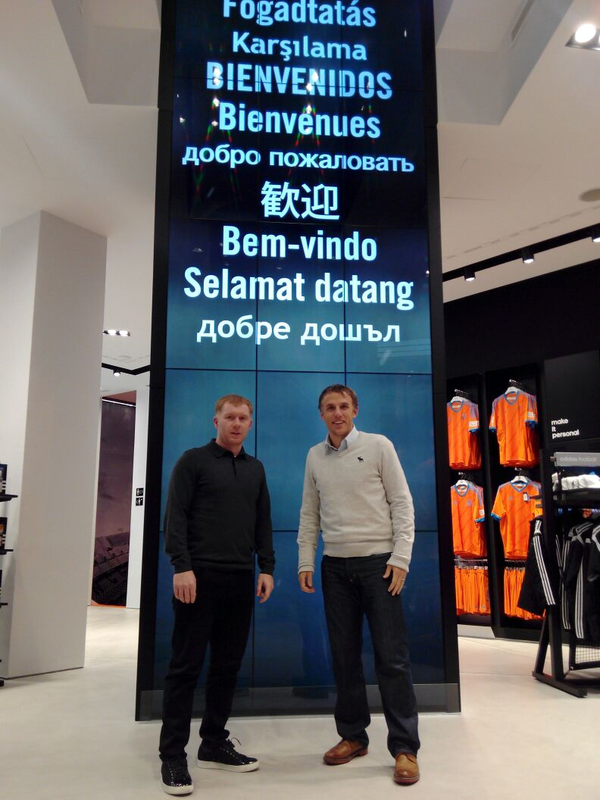 Fogadtatás
Karşılama
BIENVENIDOS
Bienvenues
добро пожаловать
歡迎
Bem-vindo
Selamat datang
добре дошъл
make
it
personal